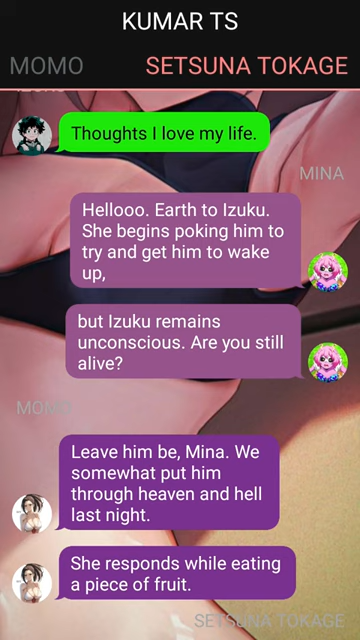 KUMAR TS
MOMO
SETSUNA TOKAGE
Thoughts I love my life.
MINA
Hellooo. Earth to Izuku.
She begins poking him to
try and get him to wake
up,
but Izuku remains
unconscious. Are you still
alive?
MOMO
Leave him be, Mina. We
somewhat put him
through heaven and hell
last night.
She responds while eating
a piece of fruit.
SETSUNA TOKAGE